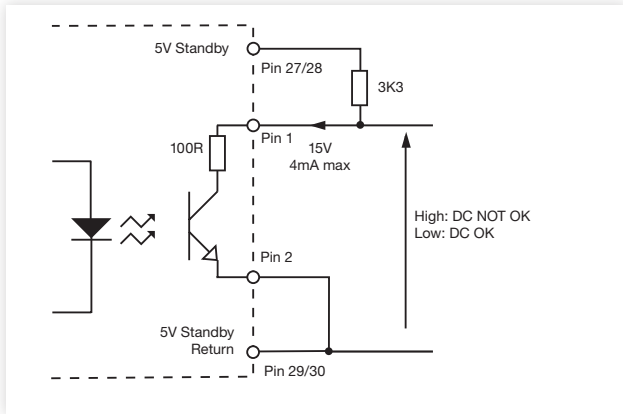 5V Standby
Pin 27/28
3K3
Pin 1
100R
15V
4mA max
High: DC NOT OK
Low: DC OK
Pin 2
5V Standby
Return
Pin 29/30